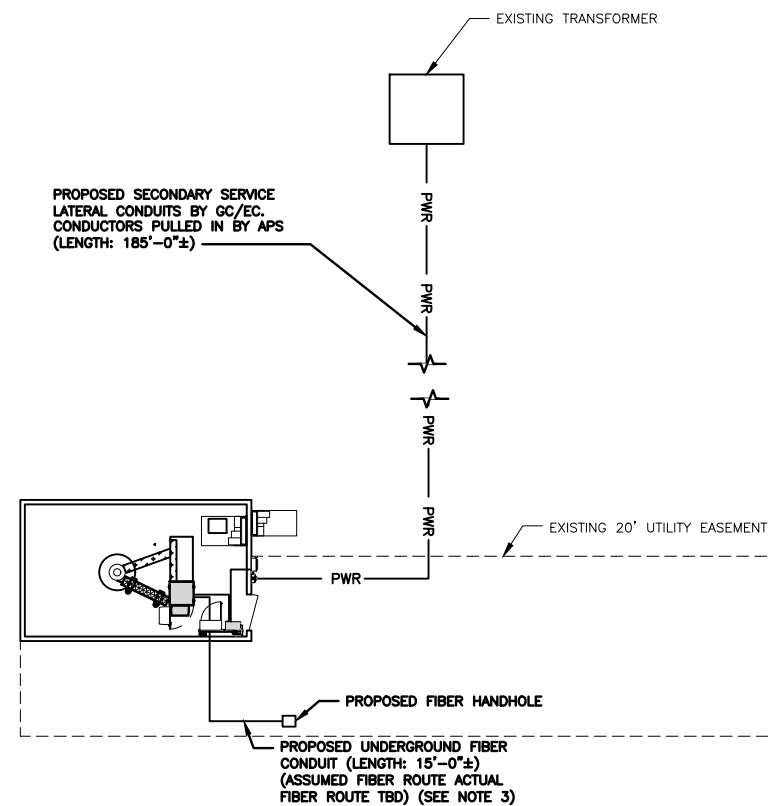 EXISTING TRANSFORMER
PWR
PROPOSED SECONDARY SERVICE
LATERAL CONDUITS BY GC/EC.
CONDUCTORS PULLED IN BY APS
(LENGTH: 185'-0"±)
PWR
PWR
PWR
EXISTING 20' UTILITY EASEMENT
PWR
PROPOSED FIBER HANDHOLE
PROPOSED UNDERGROUND FIBER
CONDUIT (LENGTH: 15'-0"±)
(ASSUMED FIBER ROUTE ACTUAL
FIBER ROUTE TBD) (SEE NOTE 3)